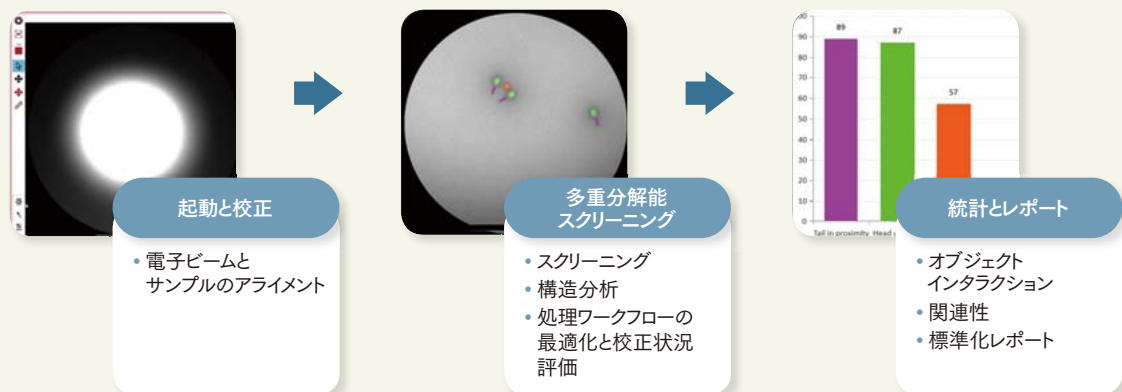 起動と校正
• 電子ビームと
サンプルのアライメント
多重分解能
スクリーニング
• スクリーニング
• 構造分析
• 処理ワークフローの
最適化と校正状況
評価
100
90
80
70
60
50
40
30
20
10
0
89
87
57
Tail in proximity
Head
統計とレポート
• オブジェクト
インタラクション
• 関連性
• 標準化レポート